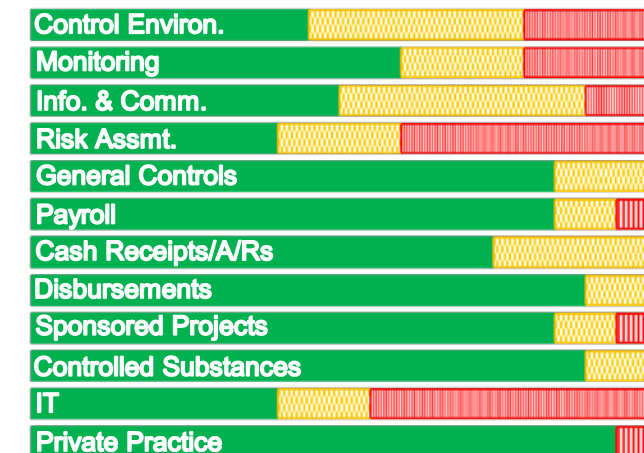 Control Environ.
Monitoring
Info. & Comm.
Risk Assmt.
General Controls
Payroll
Cash Receipts/A/Rs
Disbursements
Sponsored Projects
Controlled Substances
IT
Private Practice